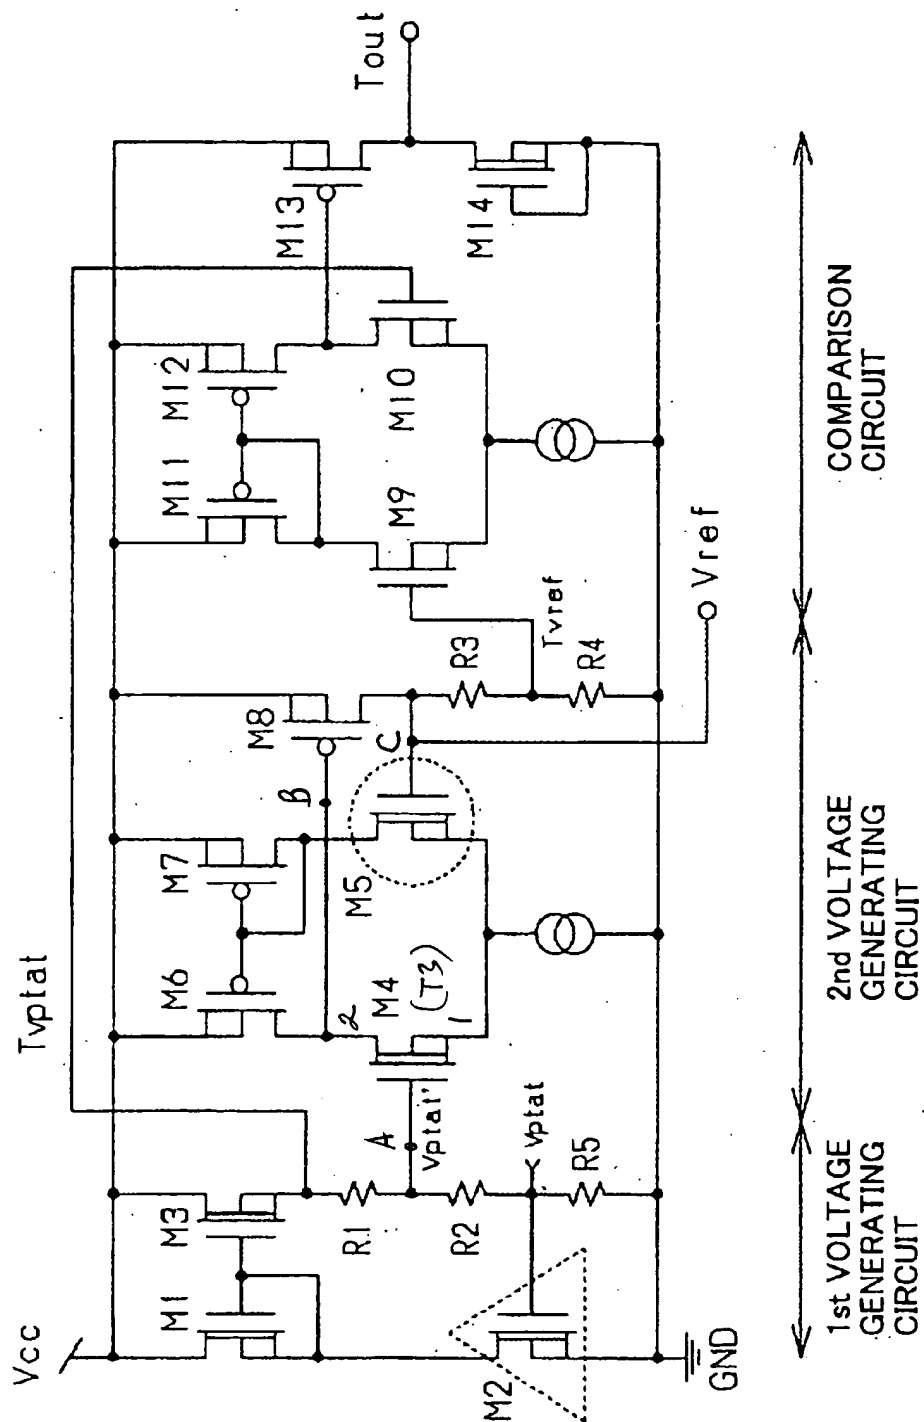 Vcc
M1
M3
Tvptat
M6
M7
M8
M11
M12
M13
Tout
R1
A
Vptat'
2
M4
(T3)
1
B
M5
C
R3
Tvref
M9
M10
M14
R2
Vptat
R5
M2
R4
Vref
GND
1st VOLTAGE
GENERATING
CIRCUIT
2nd VOLTAGE
GENERATING
CIRCUIT
COMPARISON
CIRCUIT